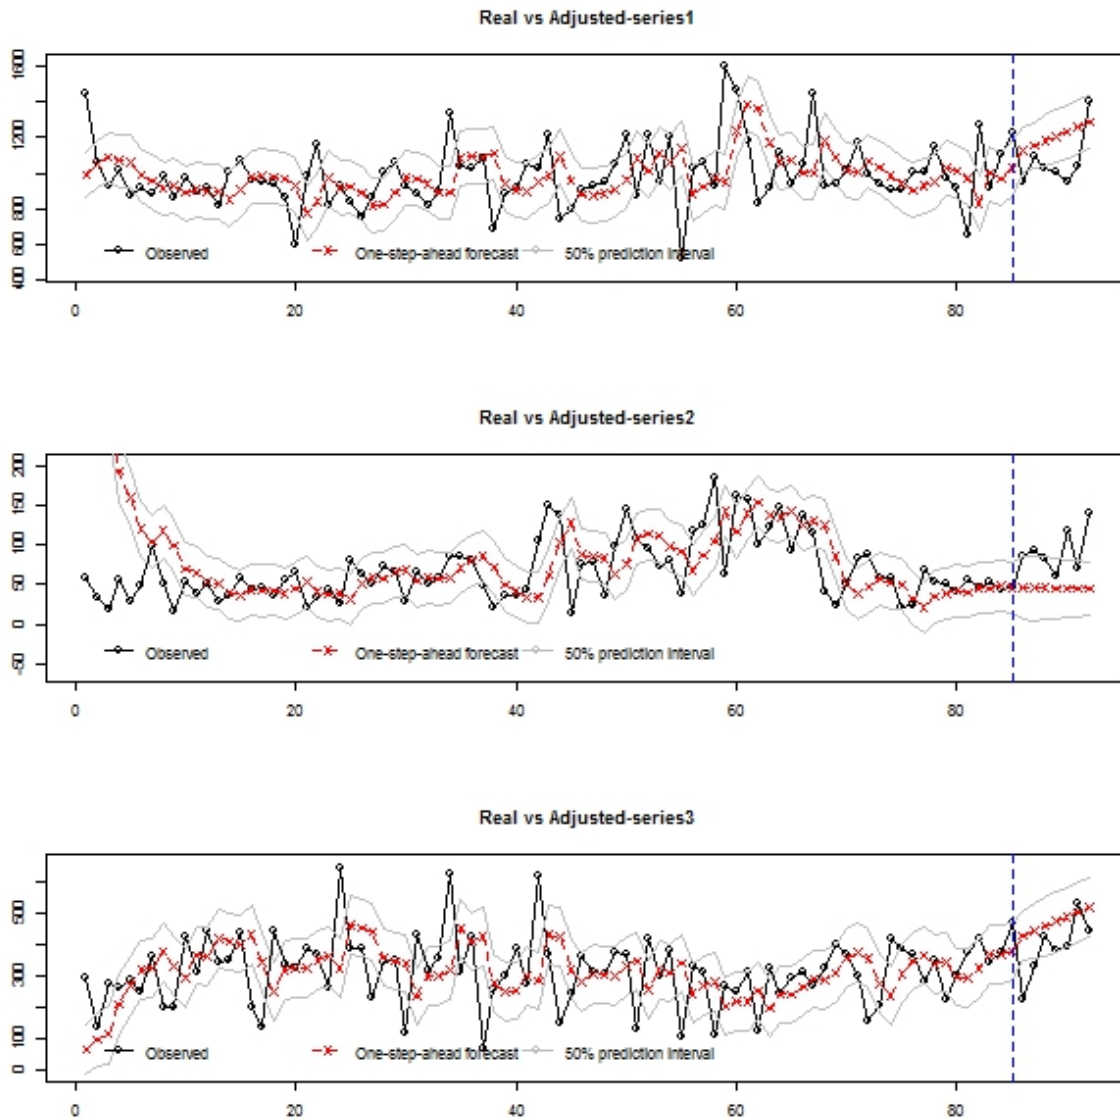 Real vs Adjusted-series1
1600
1200
800
600
400
Observed
One-step-ahead forecast
50% prediction interval
0 20 40 60 80
Real vs Adjusted-series2
200
150
100
50
0
-50
Observed
One-step-ahead forecast
50% prediction interval
0 20 40 60 80
Real vs Adjusted-series3
500
300
100
0
Observed
One-step-ahead forecast
50% prediction interval
0 20 40 60 80